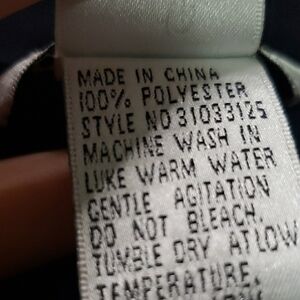 MADE IN CHINA
100% POLYESTER
STYLE NO 31033125
MACHINE WASH IN
LUKE WARM WATER
GENTLE AGITATION
DO NOT BLEACH.
TUMBLE DRY AT LOW
TEMPERATURE.